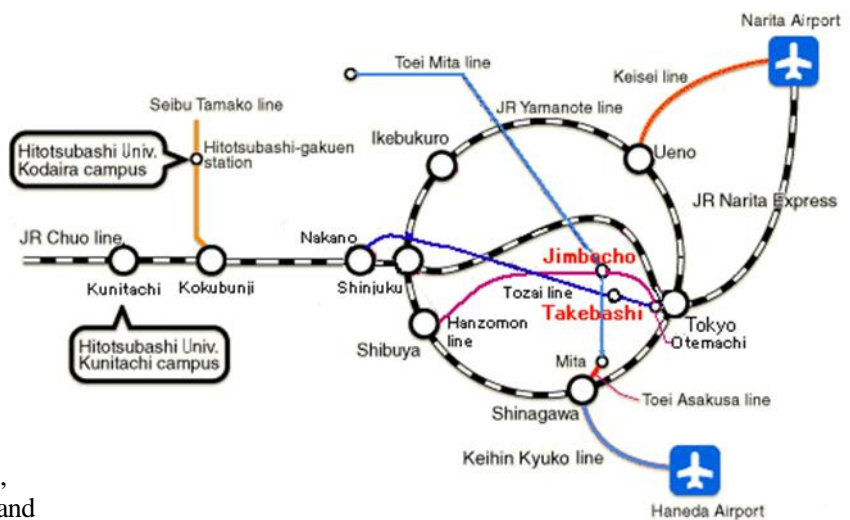 Narita Airport
Toei Mita line
Keisei line
Seibu Tamako line
JR Yamanote line
Ikebukuro
Hitotsubashi Univ.
Kodaira campus
Hitotsubashi-gakuen
station
Ueno
JR Narita Express
JR Chuo line
Nakano
Jimbocho
Kunitachi
Kokubunji
Shinjuku
Tozai line
Takebashi
Tokyo
Otemachi
Hanzomon
line
Shibuya
Hitotsubashi Univ.
Kunitachi campus
Mita
Shinagawa
Toei Asakusa line
Keihin Kyuko line
Haneda Airport
,
and